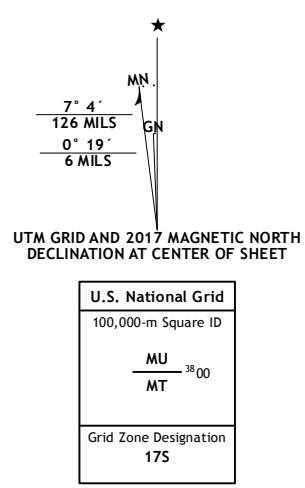 ★
MN
7° 4´
126 MILS
GN
0° 19´
6 MILS
UTM GRID AND 2017 MAGNETIC NORTH
DECLINATION AT CENTER OF SHEET
U.S. National Grid
100,000-m Square ID
MU
3800
MT
Grid Zone Designation
17S